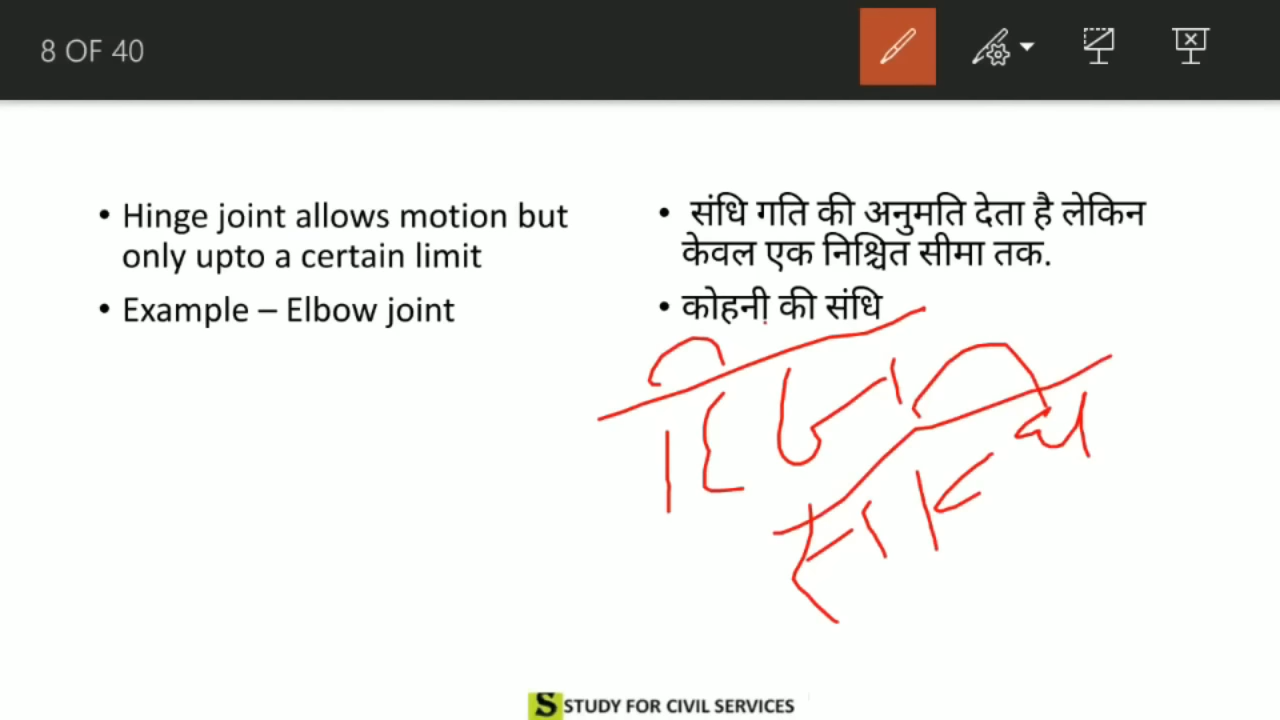 8 OF 40
• Hinge joint allows motion but
only upto a certain limit
• Example – Elbow joint
• संधि गति की अनुमति देता है लेकिन
केवल एक निश्चित सीमा तक.
• कोहनी की संधि
S STUDY FOR CIVIL SERVICES